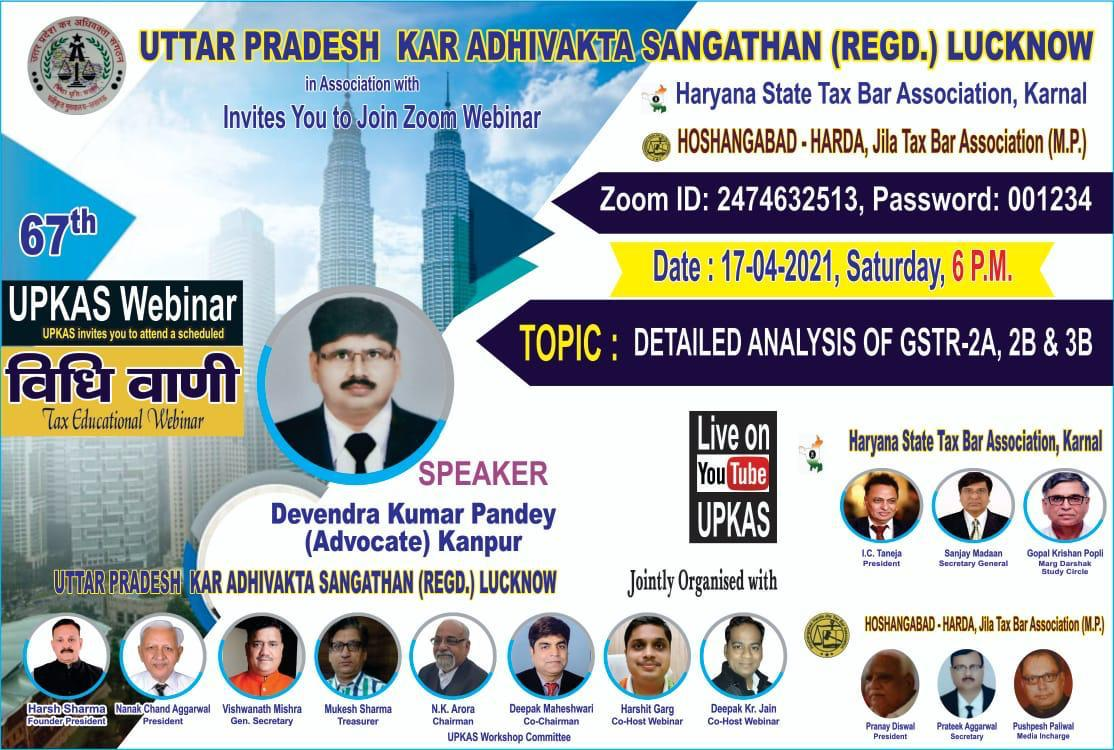 उत्तर प्रदेश कर अधिवक्ता संगठन
UTTAR PRADESH KAR ADHIVAKTA SANGATHAN (REGD.) LUCKNOW
in Association with
Invites You to Join Zoom Webinar
Haryana State Tax Bar Association, Karnal
HOSHANGABAD - HARDA, Jila Tax Bar Association (M.P.)
Zoom ID: 2474632513, Password: 001234
67th
Date : 17-04-2021, Saturday, 6 P.M.
UPKAS Webinar
UPKAS invites you to attend a scheduled
विधि वाणी
Tax Educational Webinar
TOPIC : DETAILED ANALYSIS OF GSTR-2A, 2B & 3B
SPEAKER
Devendra Kumar Pandey
(Advocate) Kanpur
Live on
YouTube
UPKAS
Haryana State Tax Bar Association, Karnal
I.C. Taneja
President
Sanjay Madaan
Secretary General
Gopal Krishan Popli
Marg Darshak
Study Circle
UTTAR PRADESH KAR ADHIVAKTA SANGATHAN (REGD.) LUCKNOW
Jointly Organised with
Harsh Sharma
Founder President
Nanak Chand Aggarwal
President
Vishwanath Mishra
Gen. Secretary
Mukesh Sharma
Treasurer
N.K. Arora
Chairman
Deepak Maheshwari
Co-Chairman
Harshit Garg
Co-Host Webinar
Deepak Kr. Jain
Co-Host Webinar
UPKAS Workshop Committee
HOSHANGABAD - HARDA, Jila Tax Bar Association (M.P.)
Pranay Diswal
President
Prateek Aggarwal
Secretary
Pushpesh Paliwal
Media Incharge